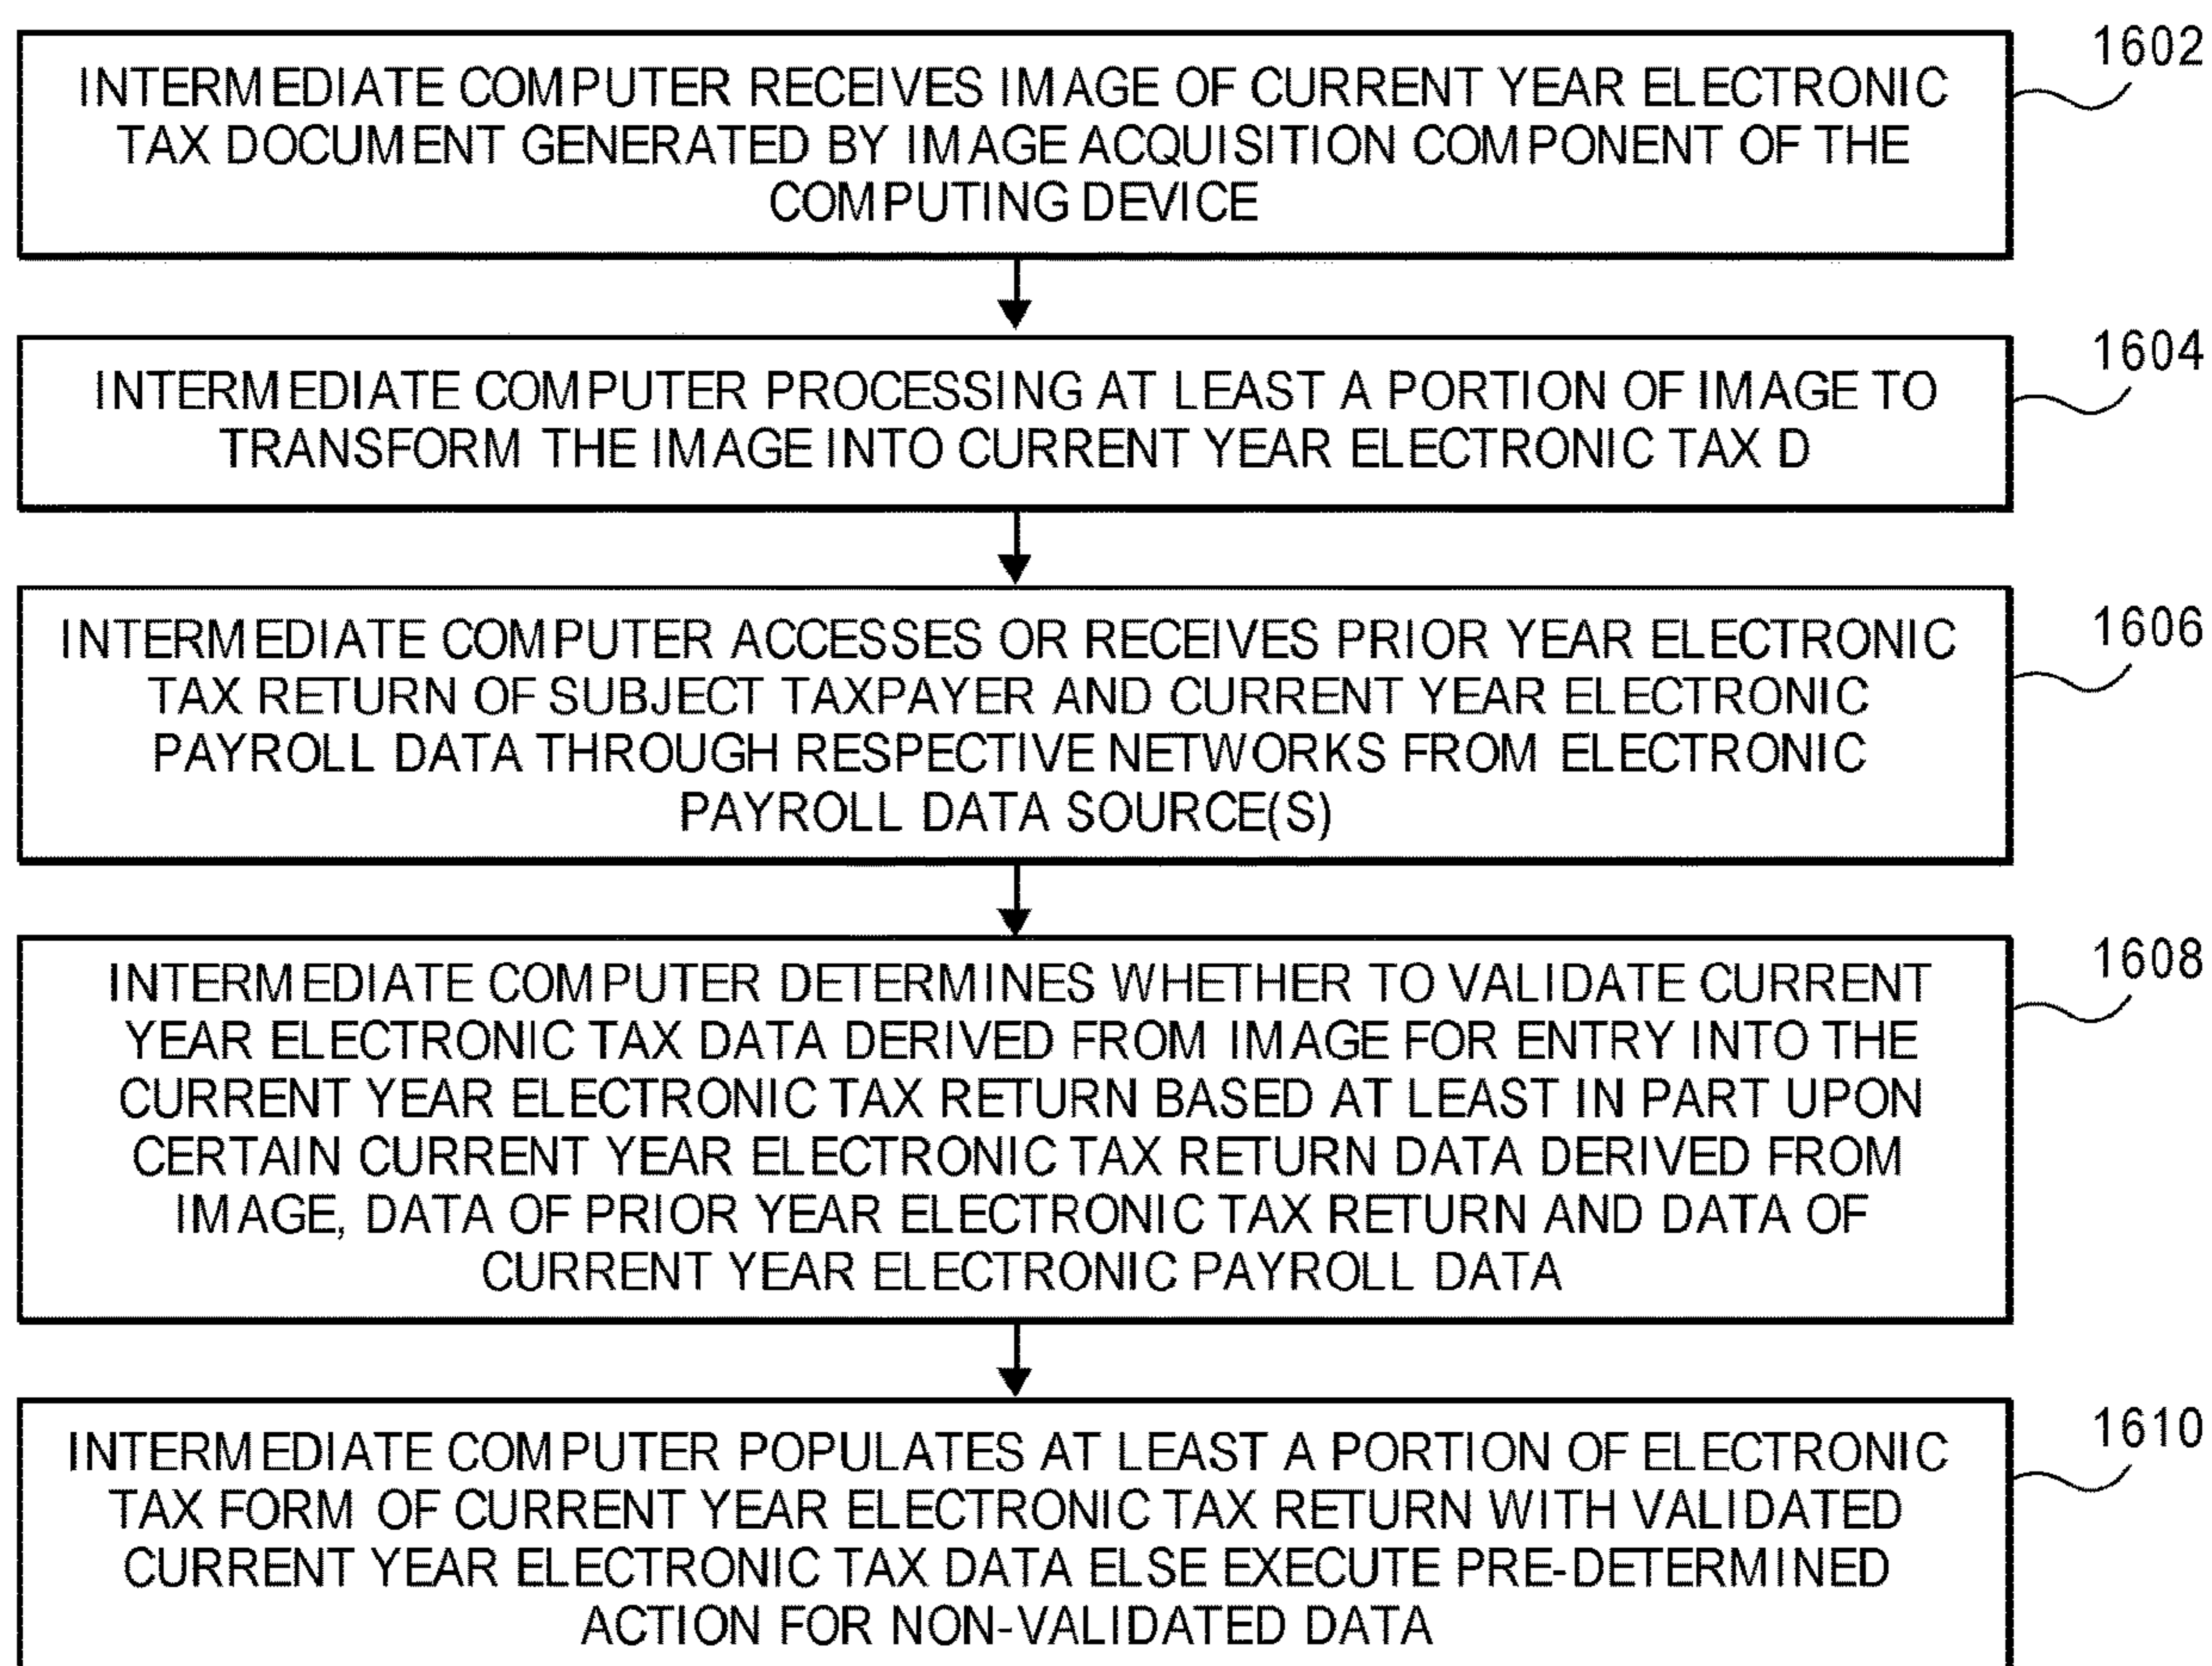 1602
INTERMEDIATE COMPUTER RECEIVES IMAGE OF CURRENT YEAR ELECTRONIC
TAX DOCUMENT GENERATED BY IMAGE ACQUISITION COMPONENT OF THE
COMPUTING DEVICE
1604
INTERMEDIATE COMPUTER PROCESSING AT LEAST A PORTION OF IMAGE TO
TRANSFORM THE IMAGE INTO CURRENT YEAR ELECTRONIC TAX D
1606
INTERMEDIATE COMPUTER ACCESSES OR RECEIVES PRIOR YEAR ELECTRONIC
TAX RETURN OF SUBJECT TAXPAYER AND CURRENT YEAR ELECTRONIC
PAYROLL DATA THROUGH RESPECTIVE NETWORKS FROM ELECTRONIC
PAYROLL DATA SOURCE(S)
1608
INTERMEDIATE COMPUTER DETERMINES WHETHER TO VALIDATE CURRENT
YEAR ELECTRONIC TAX DATA DERIVED FROM IMAGE FOR ENTRY INTO THE
CURRENT YEAR ELECTRONIC TAX RETURN BASED AT LEAST IN PART UPON
CERTAIN CURRENT YEAR ELECTRONIC TAX RETURN DATA DERIVED FROM
IMAGE, DATA OF PRIOR YEAR ELECTRONIC TAX RETURN AND DATA OF
CURRENT YEAR ELECTRONIC PAYROLL DATA
1610
INTERMEDIATE COMPUTER POPULATES AT LEAST A PORTION OF ELECTRONIC
TAX FORM OF CURRENT YEAR ELECTRONIC TAX RETURN WITH VALIDATED
CURRENT YEAR ELECTRONIC TAX DATA ELSE EXECUTE PRE-DETERMINED
ACTION FOR NON-VALIDATED DATA